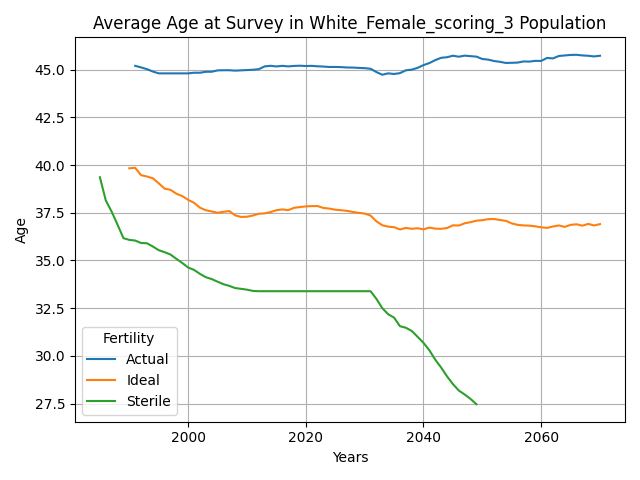 Average Age at Survey in White_Female_scoring_3 Population
Age
45.0
42.5
40.0
37.5
35.0
32.5
30.0
27.5
Fertility
Actual
Ideal
Sterile
2000
2020
2040
2060
Years